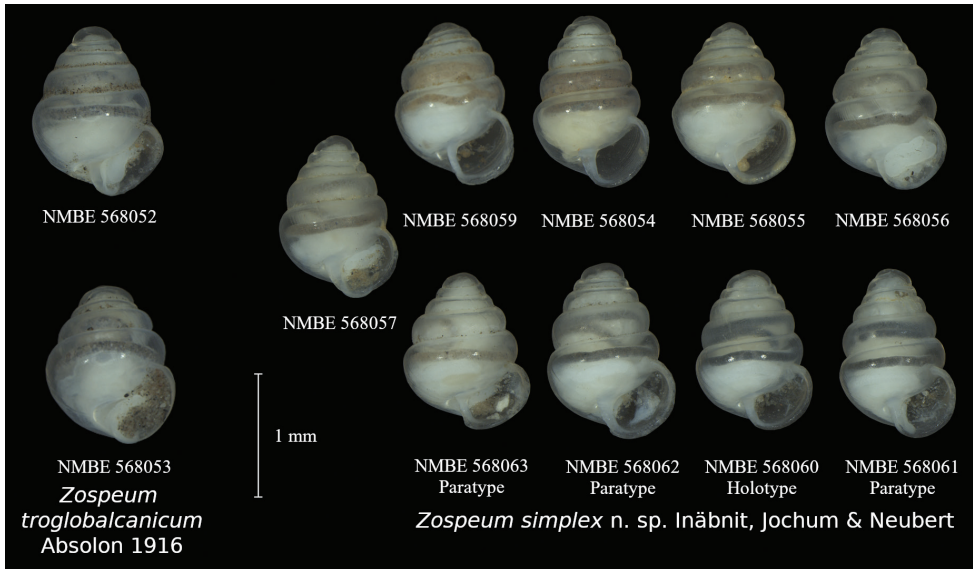 NMBE 568052
NMBE 568059
NMBE 568054
NMBE 568055
NMBE 568056
NMBE 568057
NMBE 568053
1 mm
NMBE 568063
Paratype
NMBE 568062
Paratype
NMBE 568060
Holotype
NMBE 568061
Paratype
Zospeum
troglobalcanicum
Absolon 1916
Zospeum simplex n. sp. Inäbnit, Jochum & Neubert